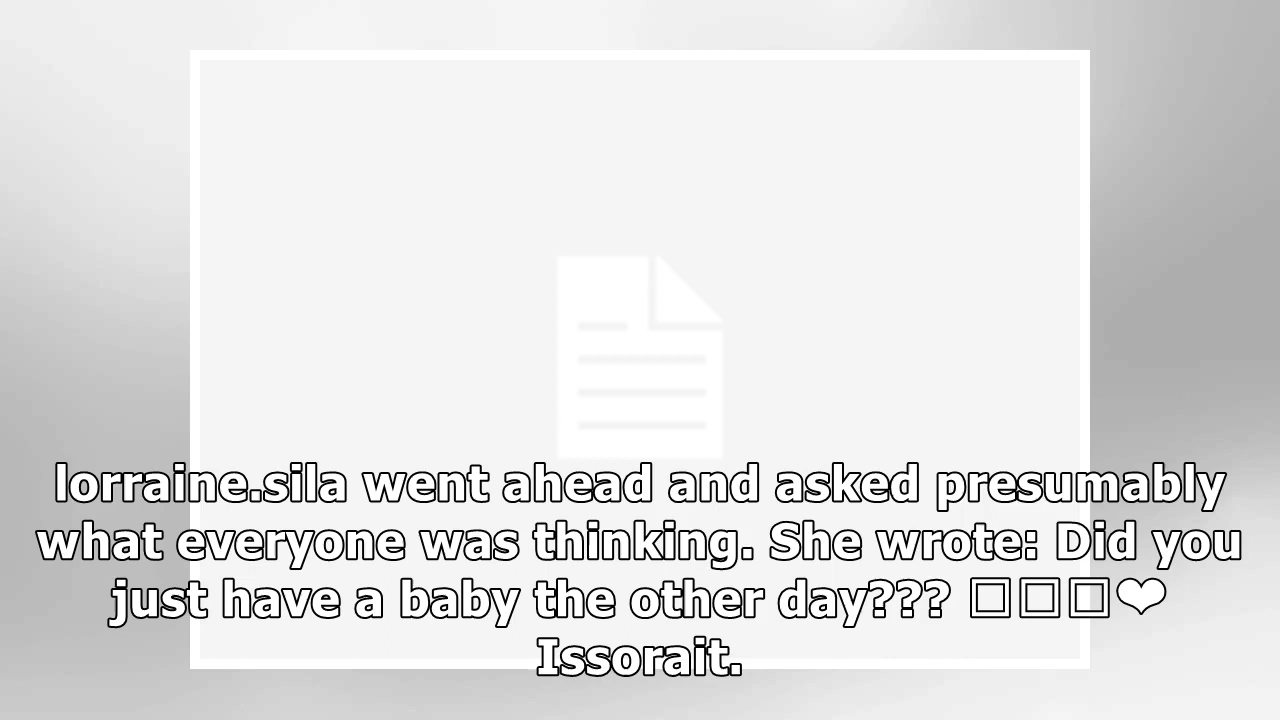 lorraine.sila went ahead and asked presumably
what everyone was thinking. She wrote: Did you
just have a baby the other day??? □□□❤
Issorait.